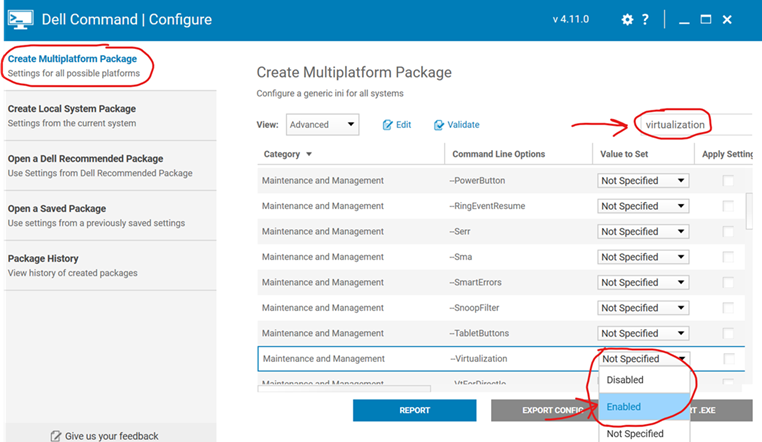 Dell Command | Configure
v 4.11.0
?
Create Multiplatform Package
Settings for all possible platforms
Create Local System Package
Settings from the current system
Open a Dell Recommended Package
Use Settings from Dell Recommended Package
Open a Saved Package
Use settings from a previously saved settings
Package History
View history of created packages
Give us your feedback
Create Multiplatform Package
Configure a generic ini for all systems
View: Advanced Edit Validate virtualization
Category Command Line Options Value to Set Apply Setting
Maintenance and Management --PowerButton Not Specified
Maintenance and Management --RingEventResume Not Specified
Maintenance and Management --Serr Not Specified
Maintenance and Management --Sma Not Specified
Maintenance and Management --SmartErrors Not Specified
Maintenance and Management --SnoopFilter Not Specified
Maintenance and Management --TabletButtons Not Specified
Maintenance and Management --Virtualization Not Specified
Maintenance and Management --VtForDirectIo
Disabled
Enabled
Not Specified
REPORT EXPORT CONFIG RT .EXE